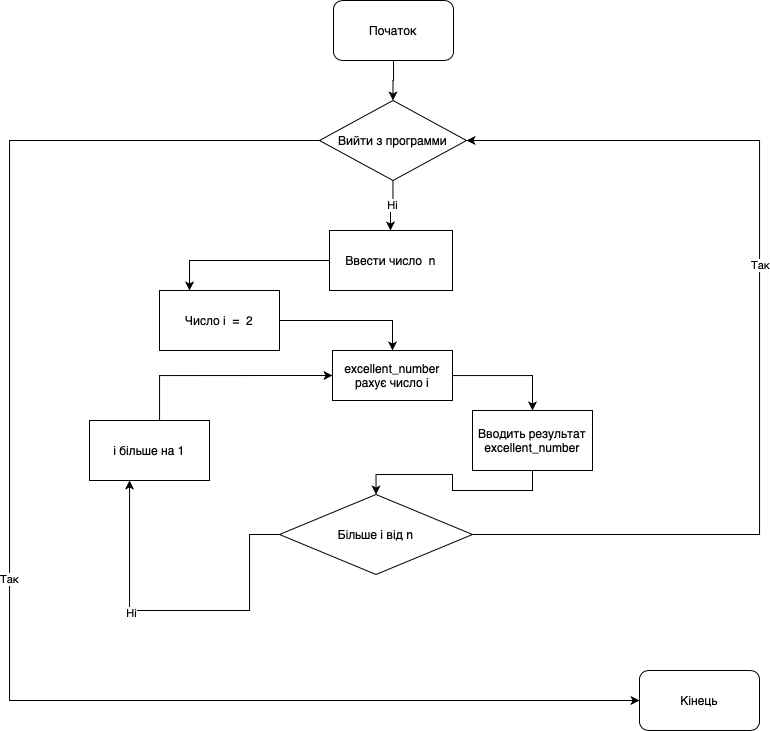 Початок
Вийти з программи
Ні
Ввести число n
Так
Число i = 2
excellent_number
рахує число i
Вводить результат
excellent_number
i більше на 1
Більше i від n
Так
Ні
Кінець